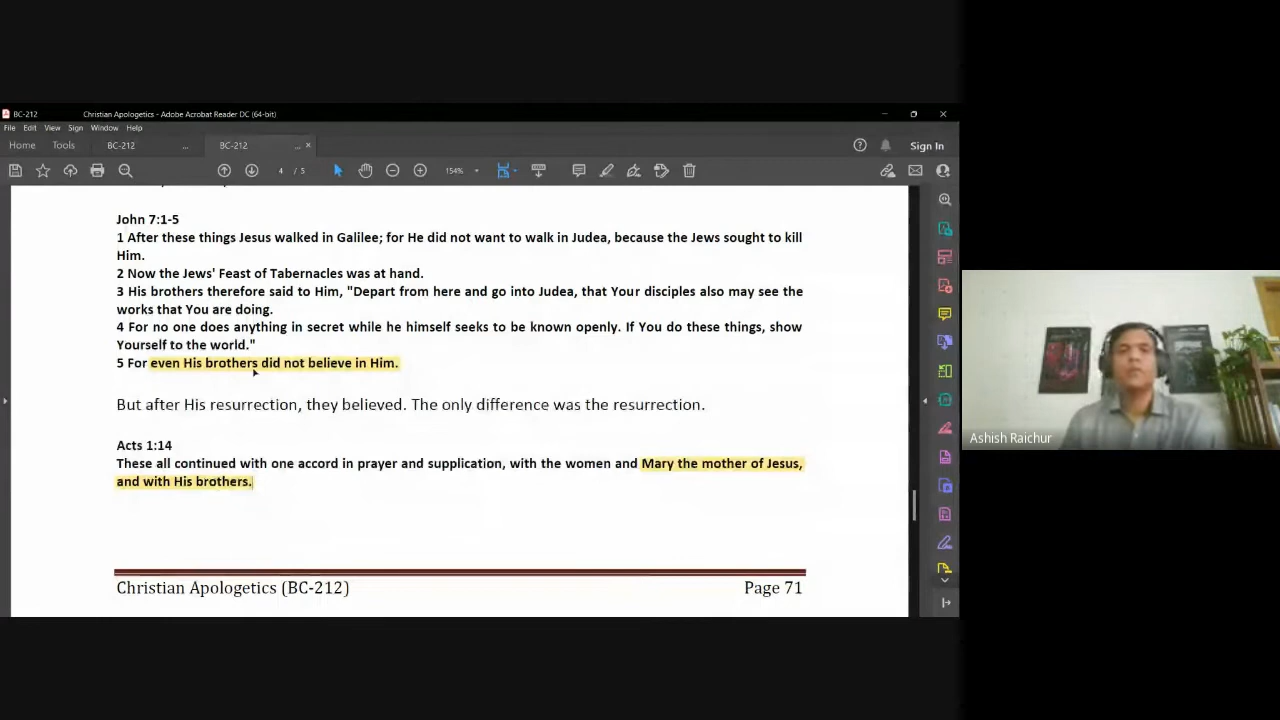 BC-212 Christian Apologetics - Adobe Acrobat Reader DC (64-bit)
File Edit View Sign Window Help
Home Tools BC-212 ... BC-212 ... × Sign In
4 / 5 154%
John 7:1-5
1 After these things Jesus walked in Galilee; for He did not want to walk in Judea, because the Jews sought to kill
Him.
2 Now the Jews' Feast of Tabernacles was at hand.
3 His brothers therefore said to Him, "Depart from here and go into Judea, that Your disciples also may see the
works that You are doing.
4 For no one does anything in secret while he himself seeks to be known openly. If You do these things, show
Yourself to the world."
5 For even His brothers did not believe in Him.
But after His resurrection, they believed. The only difference was the resurrection.
Acts 1:14
These all continued with one accord in prayer and supplication, with the women and Mary the mother of Jesus,
and with His brothers.
Christian Apologetics (BC-212) Page 71
Ashish Raichur